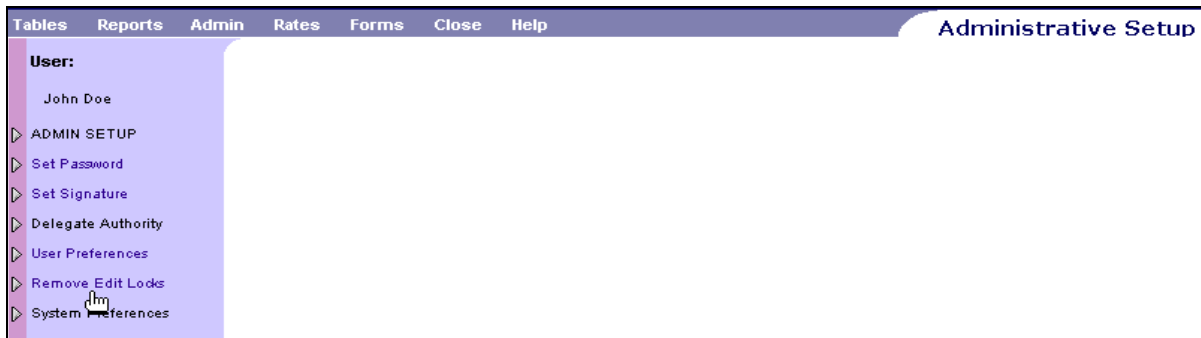 Tables Reports Admin Rates Forms Close Help
Administrative Setup
User:
John Doe
ADMIN SETUP
Set Password
Set Signature
Delegate Authority
User Preferences
Remove Edit Locks
System Preferences